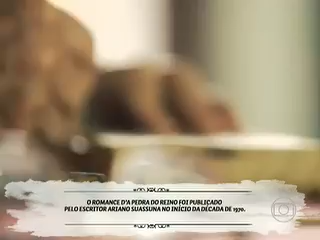 O ROMANCE D'A PEDRA DO REINO FOI PUBLICADO
PELO ESCRITOR ARIANO SUASSUNA NO INÍCIO DA DÉCADA DE 1970.